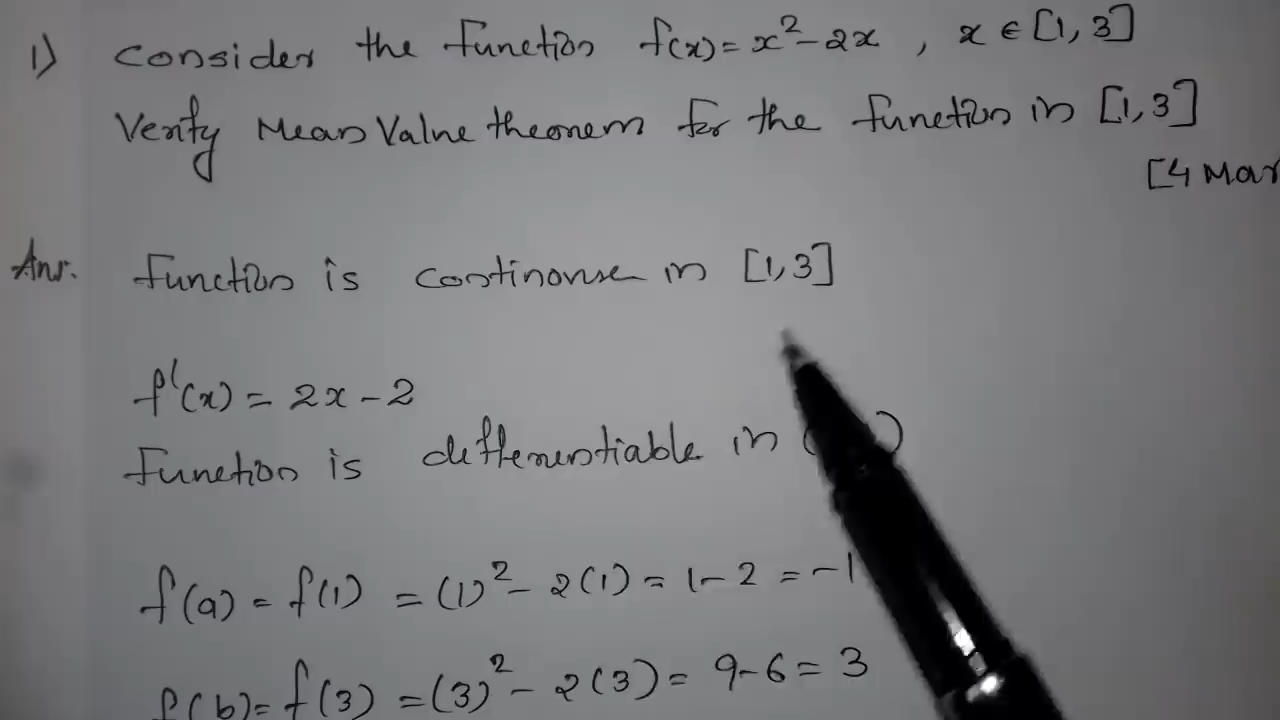 1) Consider the function f(x) = x² - 2x , x ∈ [1, 3]
Verify Mean Value theorem for the function in [1, 3]
[4 Mar
Ans. Function is continouse in [1, 3]
f'(x) = 2x - 2
Function is differentiable in ( )
f(a) = f(1) = (1)² - 2(1) = 1 - 2 = -1
f(b) = f(3) = (3)² - 2(3) = 9 - 6 = 3